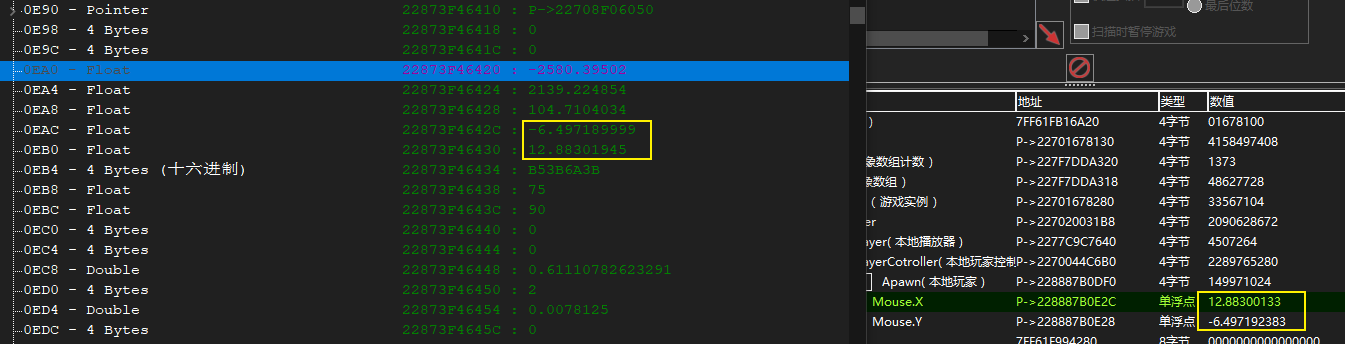 0E90 - Pointer 22873F46410 : P->22708F06050
0E98 - 4 Bytes 22873F46418 : 0
0E9C - 4 Bytes 22873F4641C : 0
0EA0 - Float 22873F46420 : -2580.39502
0EA4 - Float 22873F46424 : 2139.224854
0EA8 - Float 22873F46428 : 104.7104034
0EAC - Float 22873F4642C : -6.497189999
0EB0 - Float 22873F46430 : 12.88301945
0EB4 - 4 Bytes (十六进制) 22873F46434 : B53B6A3B
0EB8 - Float 22873F46438 : 75
0EBC - Float 22873F4643C : 90
0EC0 - 4 Bytes 22873F46440 : 0
0EC4 - 4 Bytes 22873F46444 : 0
0EC8 - Double 22873F46448 : 0.61110782623291
0ED0 - 4 Bytes 22873F46450 : 2
0ED4 - Double 22873F46454 : 0.0078125
0EDC - 4 Bytes 22873F4645C : 0
最后位数
扫描时暂停游戏
地址 类型 数值
) 7FF61FB16A20 4字节 01678100
P->22701678130 4字节 4158497408
象数组计数) P->227F7DDA320 4字节 1373
象数组) P->227F7DDA318 4字节 48627728
(游戏实例) P->22701678280 4字节 33567104
er P->227020031B8 4字节 2090628672
ayer(本地播放器) P->2277C9C7640 4字节 4507264
ayerCotroller(本地玩家控制 P->2270044C6B0 4字节 2289765280
Apawn(本地玩家) P->228887B0DF0 4字节 149971024
Mouse.X P->228887B0E2C 单浮点 12.88300133
Mouse.Y P->228887B0E28 单浮点 -6.497192383
7FF61F994280 8字节 0000000000000000